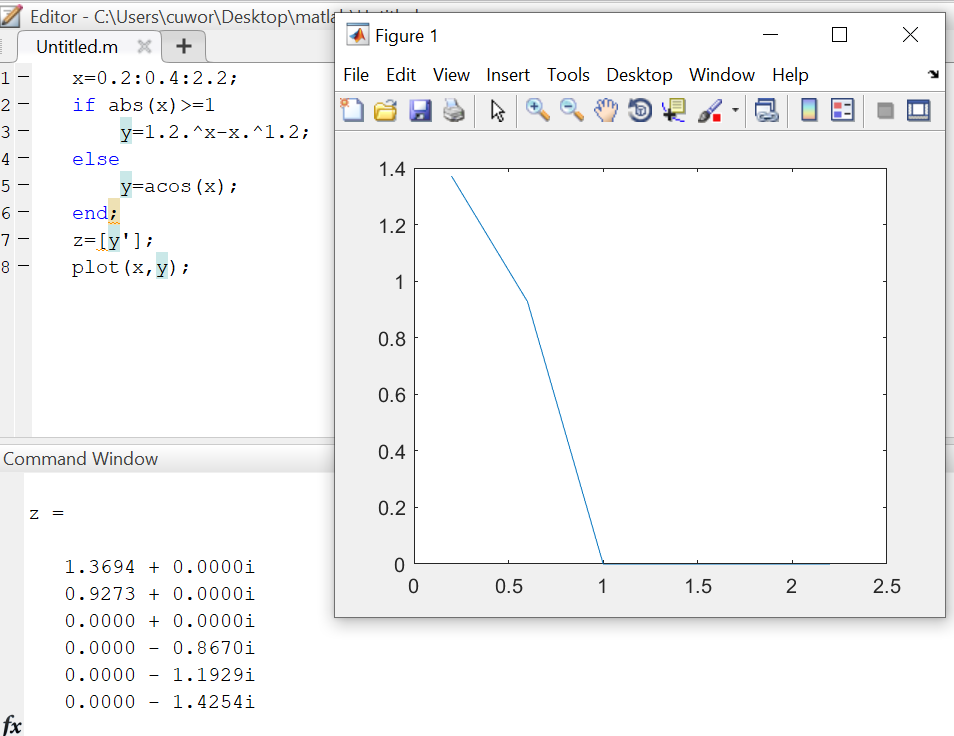 Editor - C:\Users\cuwor\Desktop\matla
Untitled.m
1 x=0.2:0.4:2.2;
2 if abs(x)>=1
3 y=1.2.^x-x.^1.2;
4 else
5 y=acos(x);
6 end;
7 z=[y'];
8 plot(x,y);
Figure 1
File Edit View Insert Tools Desktop Window Help
1.4
1.2
1
0.8
0.6
0.4
0.2
0
0 0.5 1 1.5 2 2.5
Command Window
z =
1.3694 + 0.0000i
0.9273 + 0.0000i
0.0000 + 0.0000i
0.0000 - 0.8670i
0.0000 - 1.1929i
0.0000 - 1.4254i
fx